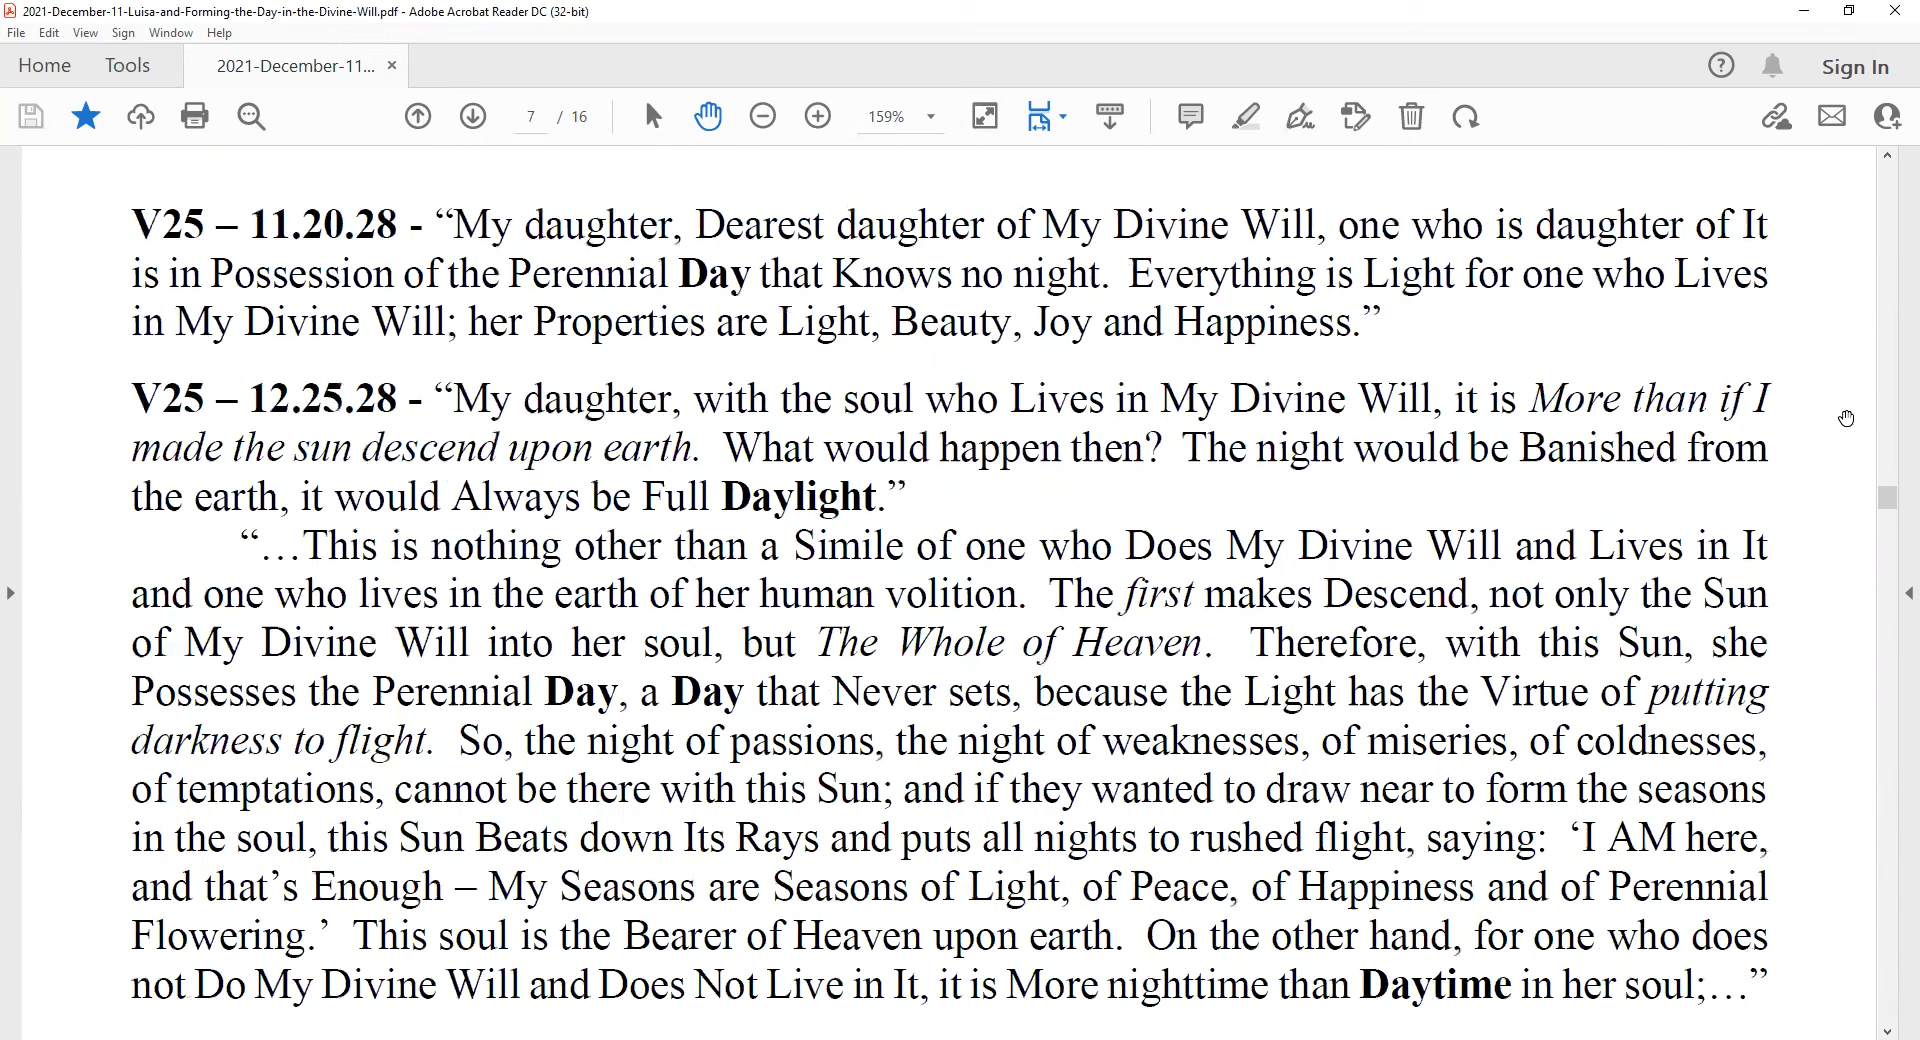 2021-December-11-Luisa-and-Forming-the-Day-in-the-Divine-Will.pdf - Adobe Acrobat Reader DC (32-bit)
File Edit View Sign Window Help
Home Tools 2021-December-11... × Sign In
7 / 16 159%
V25 – 11.20.28 - “My daughter, Dearest daughter of My Divine Will, one who is daughter of It
is in Possession of the Perennial Day that Knows no night. Everything is Light for one who Lives
in My Divine Will; her Properties are Light, Beauty, Joy and Happiness.”
V25 – 12.25.28 - “My daughter, with the soul who Lives in My Divine Will, it is More than if I
made the sun descend upon earth. What would happen then? The night would be Banished from
the earth, it would Always be Full Daylight.”
“…This is nothing other than a Simile of one who Does My Divine Will and Lives in It
and one who lives in the earth of her human volition. The first makes Descend, not only the Sun
of My Divine Will into her soul, but The Whole of Heaven. Therefore, with this Sun, she
Possesses the Perennial Day, a Day that Never sets, because the Light has the Virtue of putting
darkness to flight. So, the night of passions, the night of weaknesses, of miseries, of coldnesses,
of temptations, cannot be there with this Sun; and if they wanted to draw near to form the seasons
in the soul, this Sun Beats down Its Rays and puts all nights to rushed flight, saying: ‘I AM here,
and that’s Enough – My Seasons are Seasons of Light, of Peace, of Happiness and of Perennial
Flowering.’ This soul is the Bearer of Heaven upon earth. On the other hand, for one who does
not Do My Divine Will and Does Not Live in It, it is More nighttime than Daytime in her soul;…”